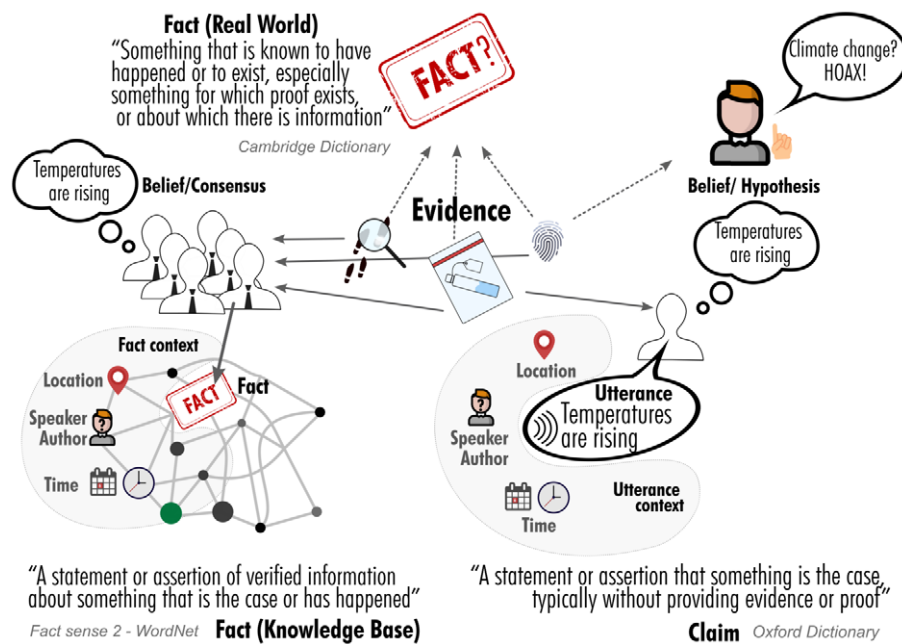 Fact (Real World)
“Something that is known to have
happened or to exist, especially
something for which proof exists,
or about which there is information”
Cambridge Dictionary
FACT?
Climate change?
HOAX!
Belief/ Hypothesis
Temperatures
are rising
Belief/Consensus
Evidence
Temperatures
are rising
Fact context
Location
Fact
FACT
Speaker
Author
Time
Location
Utterance
Temperatures
are rising
Speaker
Author
Utterance
context
Time
“A statement or assertion of verified information
about something that is the case or has happened”
Fact sense 2 - WordNet Fact (Knowledge Base)
“A statement or assertion that something is the case,
typically without providing evidence or proof”
Claim Oxford Dictionary